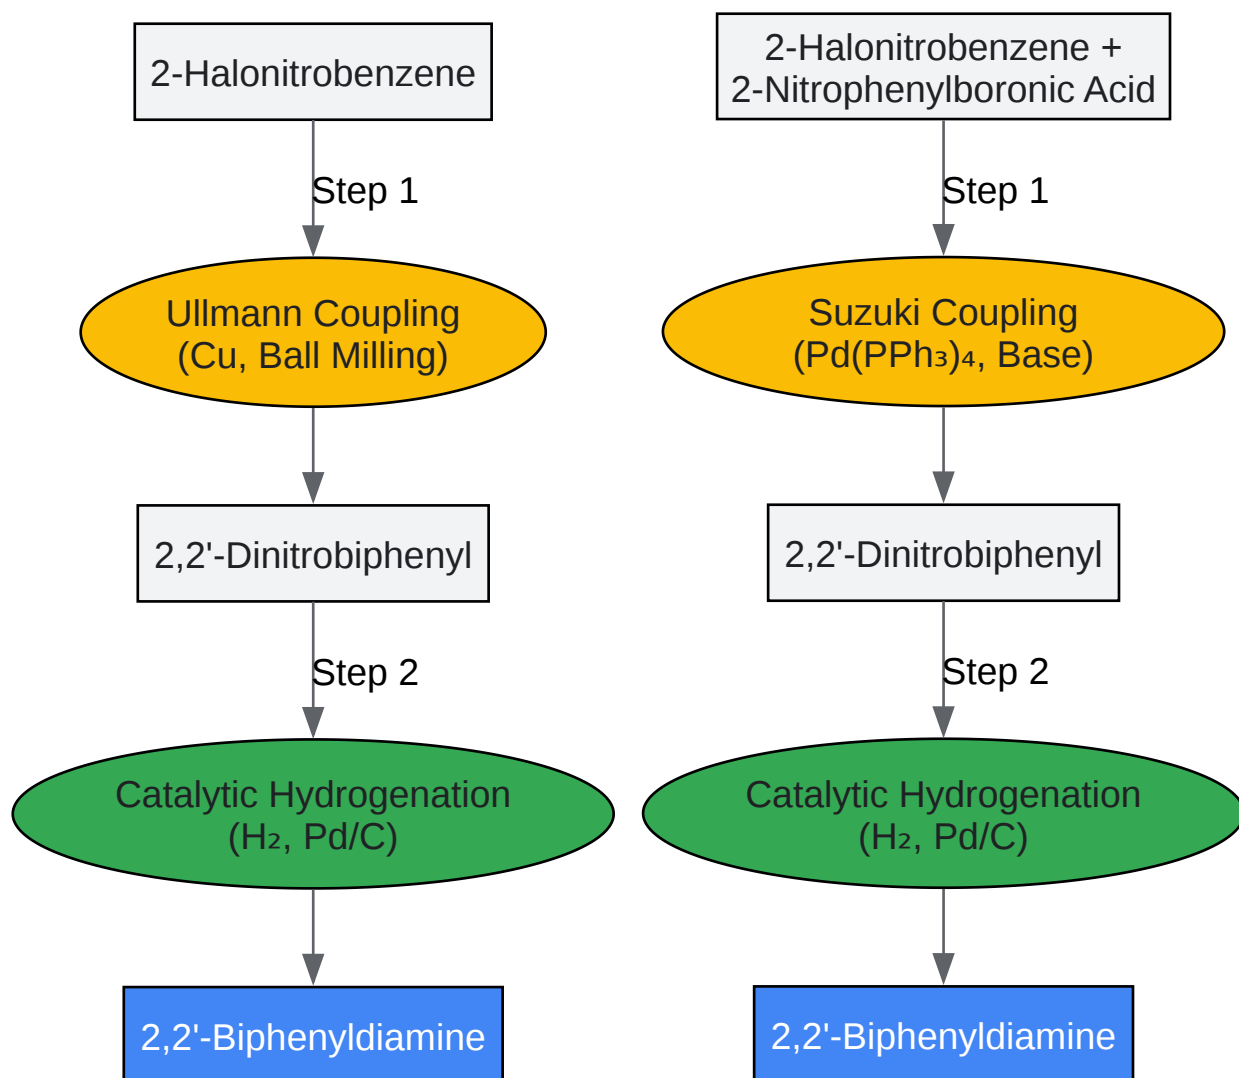 2-Halonitrobenzene
Step 1
Ullmann Coupling
(Cu, Ball Milling)
2,2'-Dinitrobiphenyl
Step 2
Catalytic Hydrogenation
(H₂, Pd/C)
2,2'-Biphenyldiamine
2-Halonitrobenzene +
2-Nitrophenylboronic Acid
Step 1
Suzuki Coupling
(Pd(PPh₃)₄, Base)
2,2'-Dinitrobiphenyl
Step 2
Catalytic Hydrogenation
(H₂, Pd/C)
2,2'-Biphenyldiamine